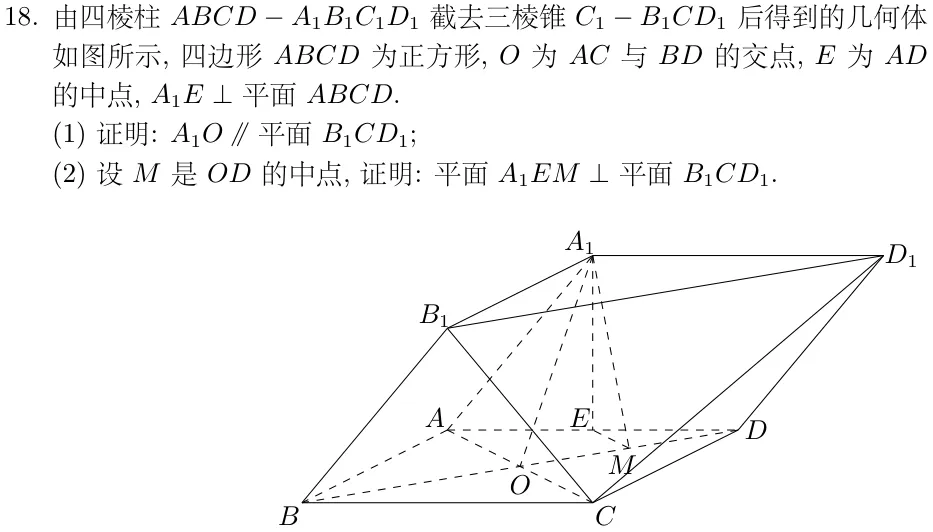 18. 由四棱柱 ABCD − A₁B₁C₁D₁ 截去三棱锥 C₁ − B₁CD₁ 后得到的几何体
如图所示, 四边形 ABCD 为正方形, O 为 AC 与 BD 的交点, E 为 AD
的中点, A₁E ⊥ 平面 ABCD.
(1) 证明: A₁O ∥ 平面 B₁CD₁;
(2) 设 M 是 OD 的中点, 证明: 平面 A₁EM ⊥ 平面 B₁CD₁.
A₁
D₁
B₁
A
E
D
M
O
B
C